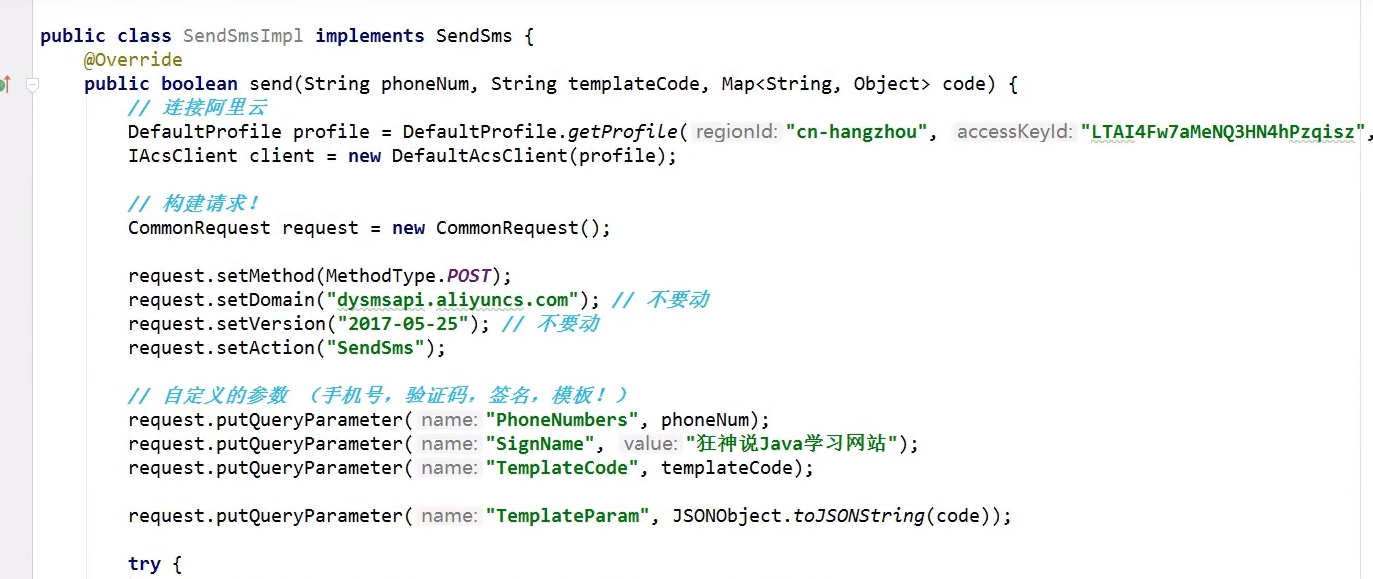 public class SendSmsImpl implements SendSms {
@Override
public boolean send(String phoneNum, String templateCode, Map<String, Object> code) {
// 连接阿里云
DefaultProfile profile = DefaultProfile.getProfile( regionId: "cn-hangzhou", accessKeyId: "LTAI4Fw7aMeNQ3HN4hPzqisz",
IAcsClient client = new DefaultAcsClient(profile);
// 构建请求！
CommonRequest request = new CommonRequest();
request.setMethod(MethodType.POST);
request.setDomain("dysmsapi.aliyuncs.com"); // 不要动
request.setVersion("2017-05-25"); // 不要动
request.setAction("SendSms");
// 自定义的参数 （手机号，验证码，签名，模板！）
request.putQueryParameter( name: "PhoneNumbers", phoneNum);
request.putQueryParameter( name: "SignName", value: "狂神说Java学习网站");
request.putQueryParameter( name: "TemplateCode", templateCode);
request.putQueryParameter( name: "TemplateParam", JSONObject.toJSONString(code));
try {